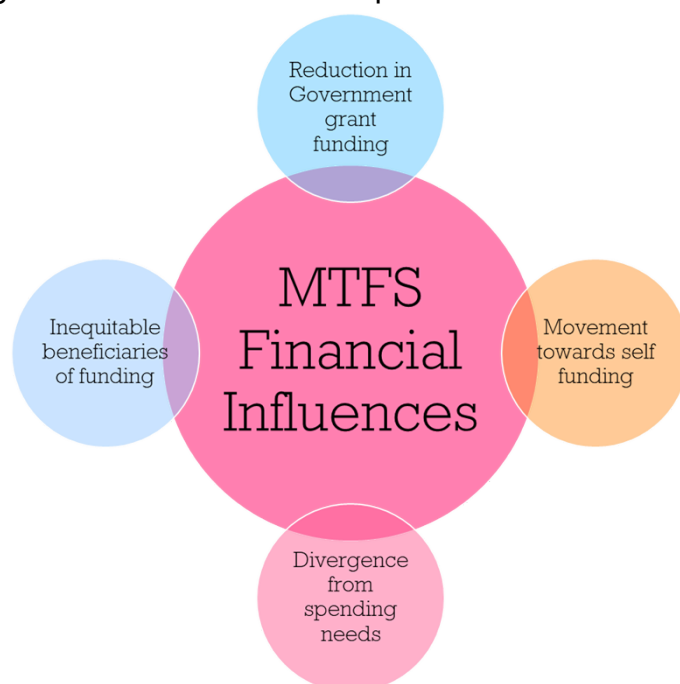 Reduction in
Government
grant
funding
MTFS
Financial
Influences
Inequitable
beneficiaries
of funding
Movement
towards self
funding
Divergence
from
spending
needs